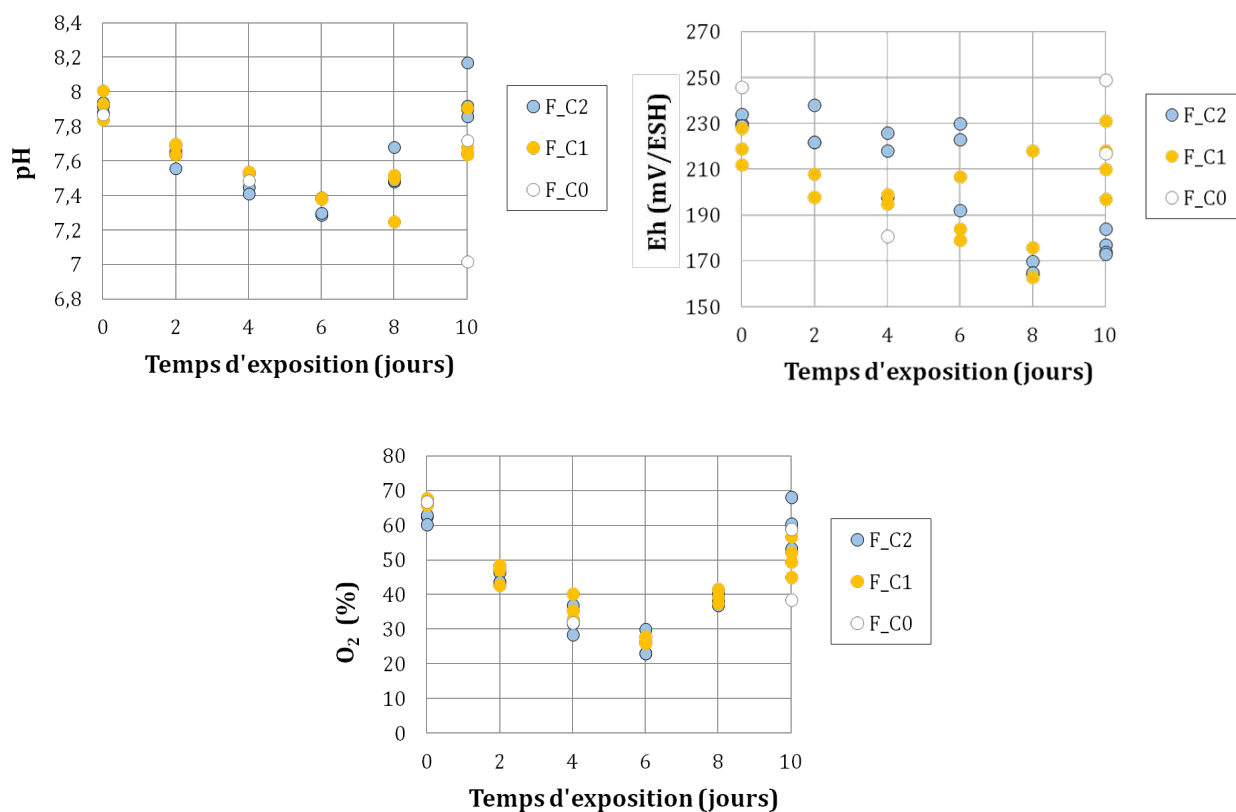 8,4
8,2
8
7,8
7,6
7,4
7,2
7
6,8
pH
0 2 4 6 8 10
Temps d'exposition (jours)
F_C2
F_C1
F_C0
270
250
230
210
190
170
150
Eh (mV/ESH)
0 2 4 6 8 10
Temps d'exposition (jours)
F_C2
F_C1
F_C0
80
70
60
50
40
30
20
10
0
O₂ (%)
0 2 4 6 8 10
Temps d'exposition (jours)
F_C2
F_C1
F_C0